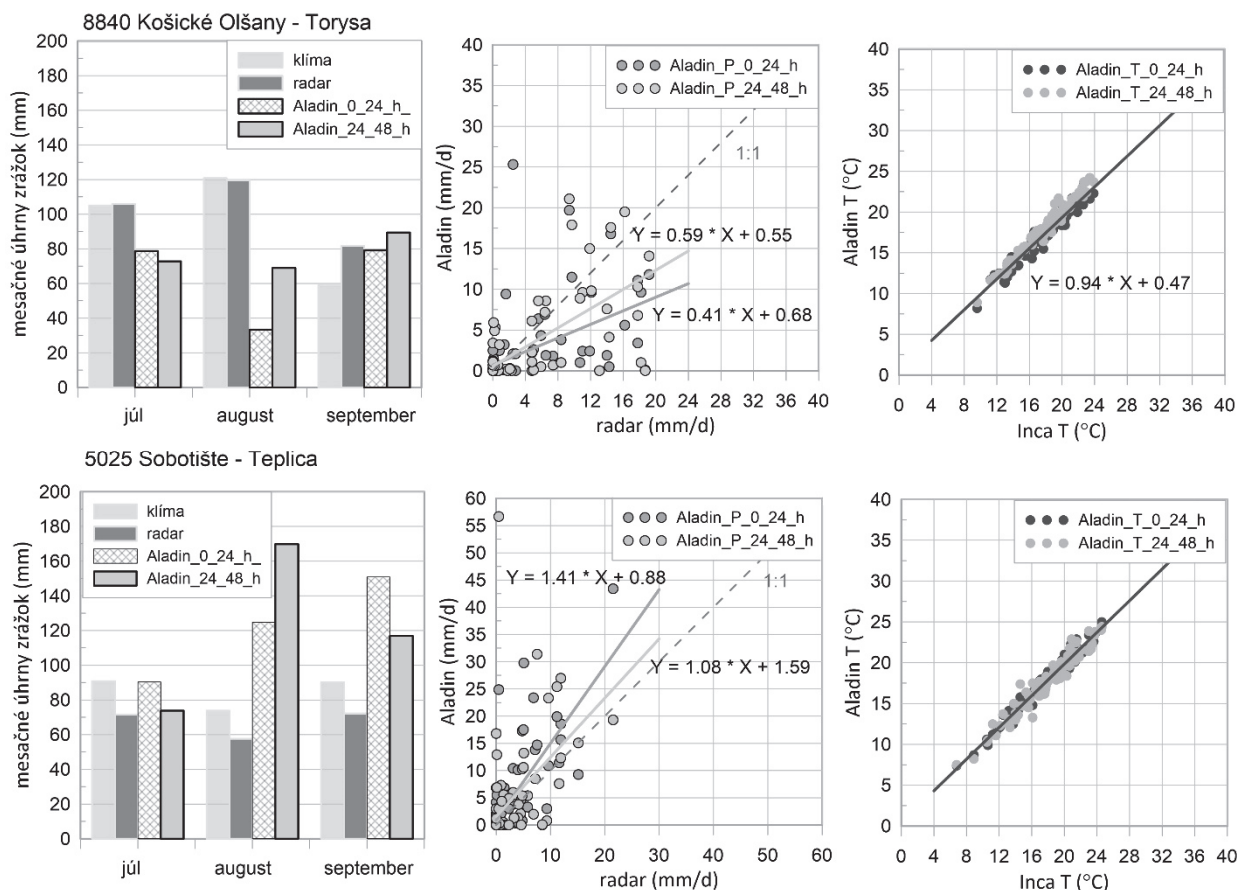 8840 Košické Olšany - Torysa
mesačné úhrny zrážok (mm)
200
180
160
140
120
100
80
60
40
20
0
klíma
radar
Aladin_0_24_h_
Aladin_24_48_h
júl august september
Aladin (mm/d)
40
35
30
25
20
15
10
5
0
Aladin_P_0_24_h
Aladin_P_24_48_h
1:1
Y = 0.59 * X + 0.55
Y = 0.41 * X + 0.68
0 4 8 12 16 20 24 28 32 36 40
radar (mm/d)
Aladin T (°C)
40
35
30
25
20
15
10
5
0
Aladin_T_0_24_h
Aladin_T_24_48_h
Y = 0.94 * X + 0.47
0 4 8 12 16 20 24 28 32 36 40
Inca T (°C)
5025 Sobotište - Teplica
mesačné úhrny zrážok (mm)
200
180
160
140
120
100
80
60
40
20
0
klíma
radar
Aladin_0_24_h_
Aladin_24_48_h
júl august september
Aladin (mm/d)
60
55
50
45
40
35
30
25
20
15
10
5
0
Aladin_P_0_24_h
Aladin_P_24_48_h
Y = 1.41 * X + 0.88
1:1
Y = 1.08 * X + 1.59
0 10 20 30 40 50 60
radar (mm/d)
Aladin T (°C)
40
35
30
25
20
15
10
5
0
Aladin_T_0_24_h
Aladin_T_24_48_h
0 4 8 12 16 20 24 28 32 36 40
Inca T (°C)